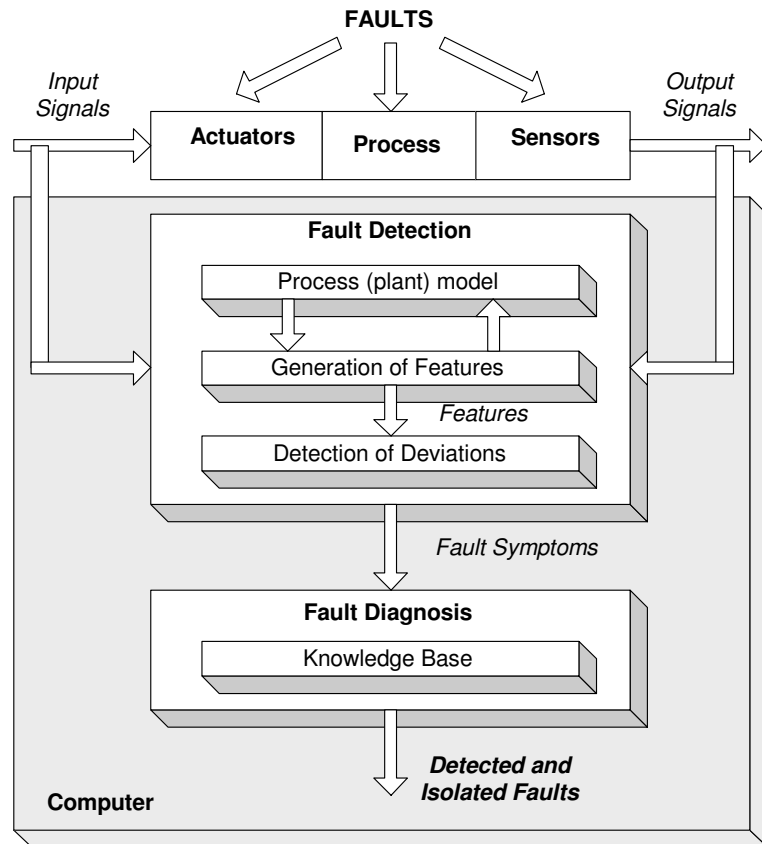 FAULTS
Input
Signals
Output
Signals
Actuators
Process
Sensors
Fault Detection
Process (plant) model
Generation of Features
Features
Detection of Deviations
Fault Symptoms
Fault Diagnosis
Knowledge Base
Detected and
Isolated Faults
Computer